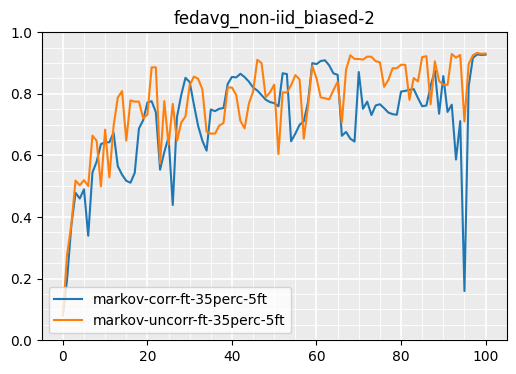 fedavg_non-iid_biased-2
1.0
0.8
0.6
0.4
0.2
0.0
markov-corr-ft-35perc-5ft
markov-uncorr-ft-35perc-5ft
0 20 40 60 80 100